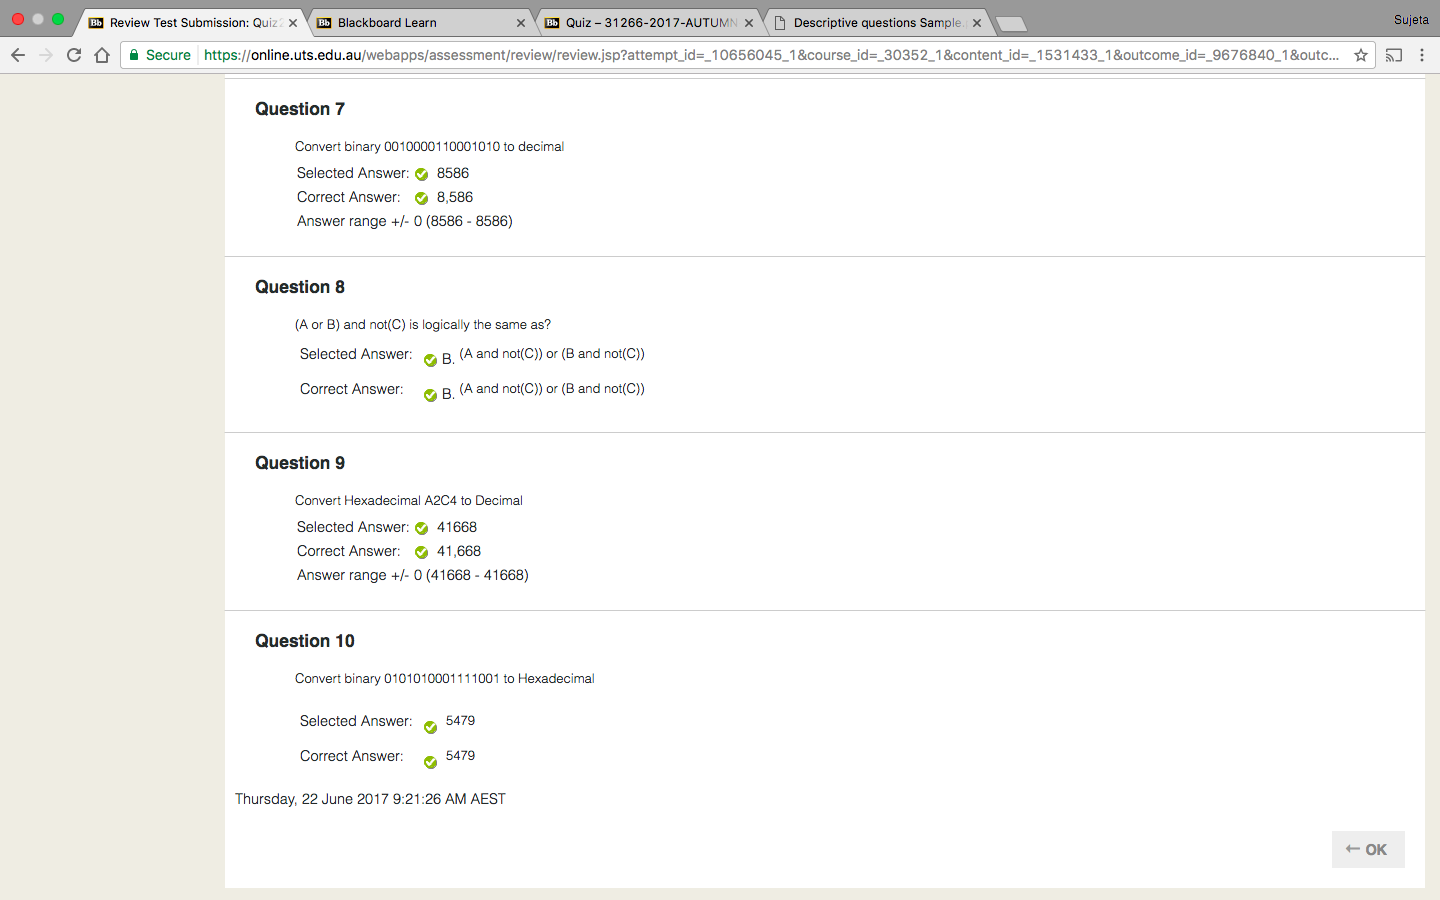 Bb Review Test Submission: Quiz2
Bb Blackboard Learn
Bb Quiz – 31266-2017-AUTUMN
Descriptive questions Sample.
Sujeta
Secure https://online.uts.edu.au/webapps/assessment/review/review.jsp?attempt_id=_10656045_1&course_id=_30352_1&content_id=_1531433_1&outcome_id=_9676840_1&outc...
Question 7
Convert binary 0010000110001010 to decimal
Selected Answer: 8586
Correct Answer: 8,586
Answer range +/- 0 (8586 - 8586)
Question 8
(A or B) and not(C) is logically the same as?
Selected Answer: B. (A and not(C)) or (B and not(C))
Correct Answer: B. (A and not(C)) or (B and not(C))
Question 9
Convert Hexadecimal A2C4 to Decimal
Selected Answer: 41668
Correct Answer: 41,668
Answer range +/- 0 (41668 - 41668)
Question 10
Convert binary 0101010001111001 to Hexadecimal
Selected Answer: 5479
Correct Answer: 5479
Thursday, 22 June 2017 9:21:26 AM AEST
← OK